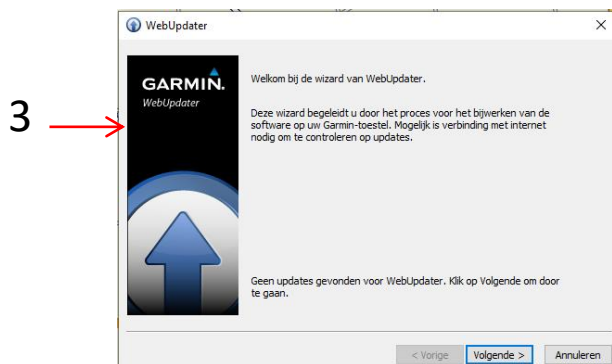 WebUpdater
3
GARMIN.
WebUpdater
Welkom bij de wizard van WebUpdater.
Deze wizard begeleidt u door het proces voor het bijwerken van de
software op uw Garmin-toestel. Mogelijk is verbinding met internet
nodig om te controleren op updates.
Geen updates gevonden voor WebUpdater. Klik op Volgende om door
te gaan.
< Vorige
Volgende >
Annuleren